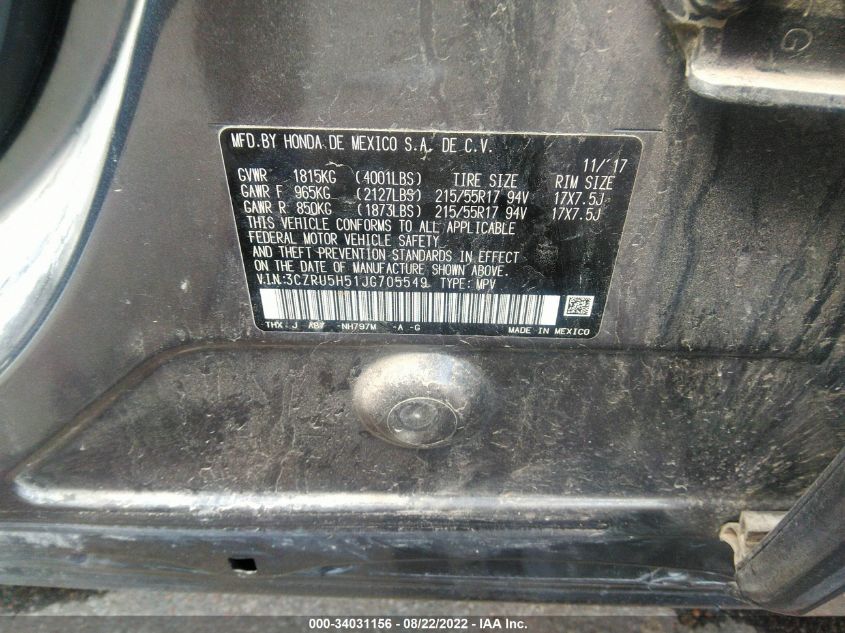 MFD.BY HONDA DE MEXICO S.A. DE C.V.
11/'17
GVWR 1815KG (4001LBS) TIRE SIZE RIM SIZE
GAWR F 965KG (2127LBS) 215/55R17 94V 17X7.5J
GAWR R 850KG (1873LBS) 215/55R17 94V 17X7.5J
THIS VEHICLE CONFORMS TO ALL APPLICABLE
FEDERAL MOTOR VEHICLE SAFETY
AND THEFT PREVENTION STANDARDS IN EFFECT
ON THE DATE OF MANUFACTURE SHOWN ABOVE.
V.I.N:3CZRU5H51JG705549 TYPE: MPV
THX J NH797M -A -G MADE IN MEXICO
G
000-34031156 - 08/22/2022 - IAA Inc.